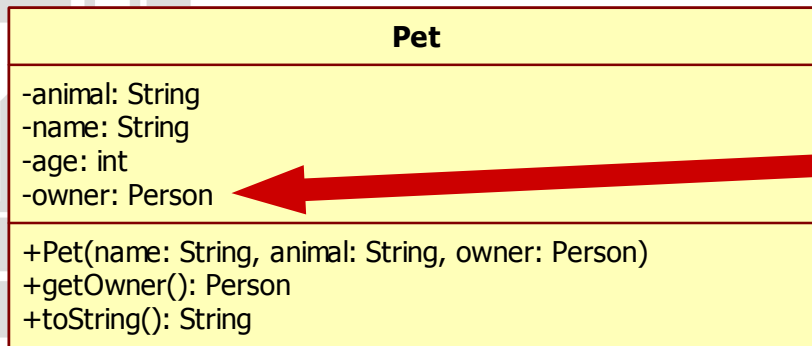 Pet
-animal: String
-name: String
-age: int
-owner: Person
+Pet(name: String, animal: String, owner: Person)
+getOwner(): Person
+toString(): String